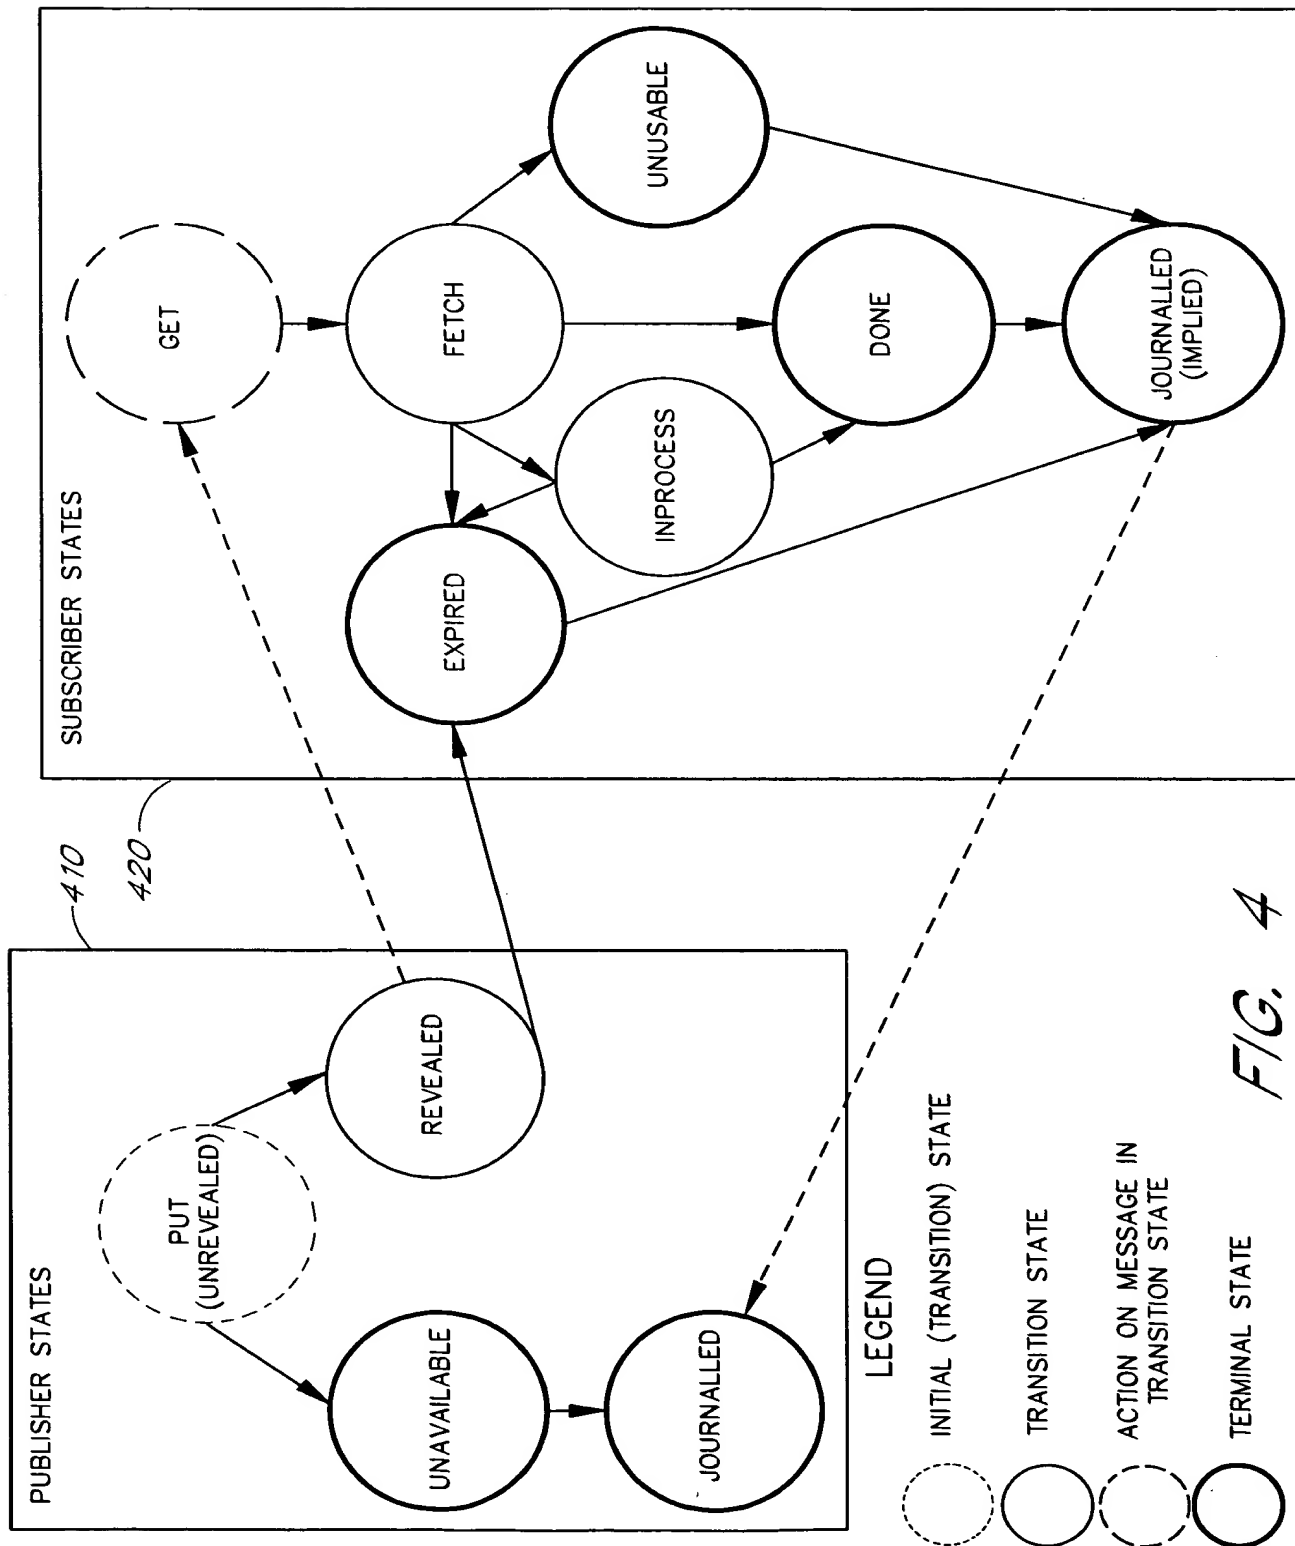 PUBLISHER STATES
PUT
(UNREVEALED)
UNAVAILABLE
REVEALED
JOURNALLED
410
420
SUBSCRIBER STATES
GET
FETCH
EXPIRED
INPROCESS
UNUSABLE
DONE
JOURNALLED
(IMPLIED)
LEGEND
INITIAL (TRANSITION) STATE
TRANSITION STATE
ACTION ON MESSAGE IN
TRANSITION STATE
TERMINAL STATE
FIG. 4